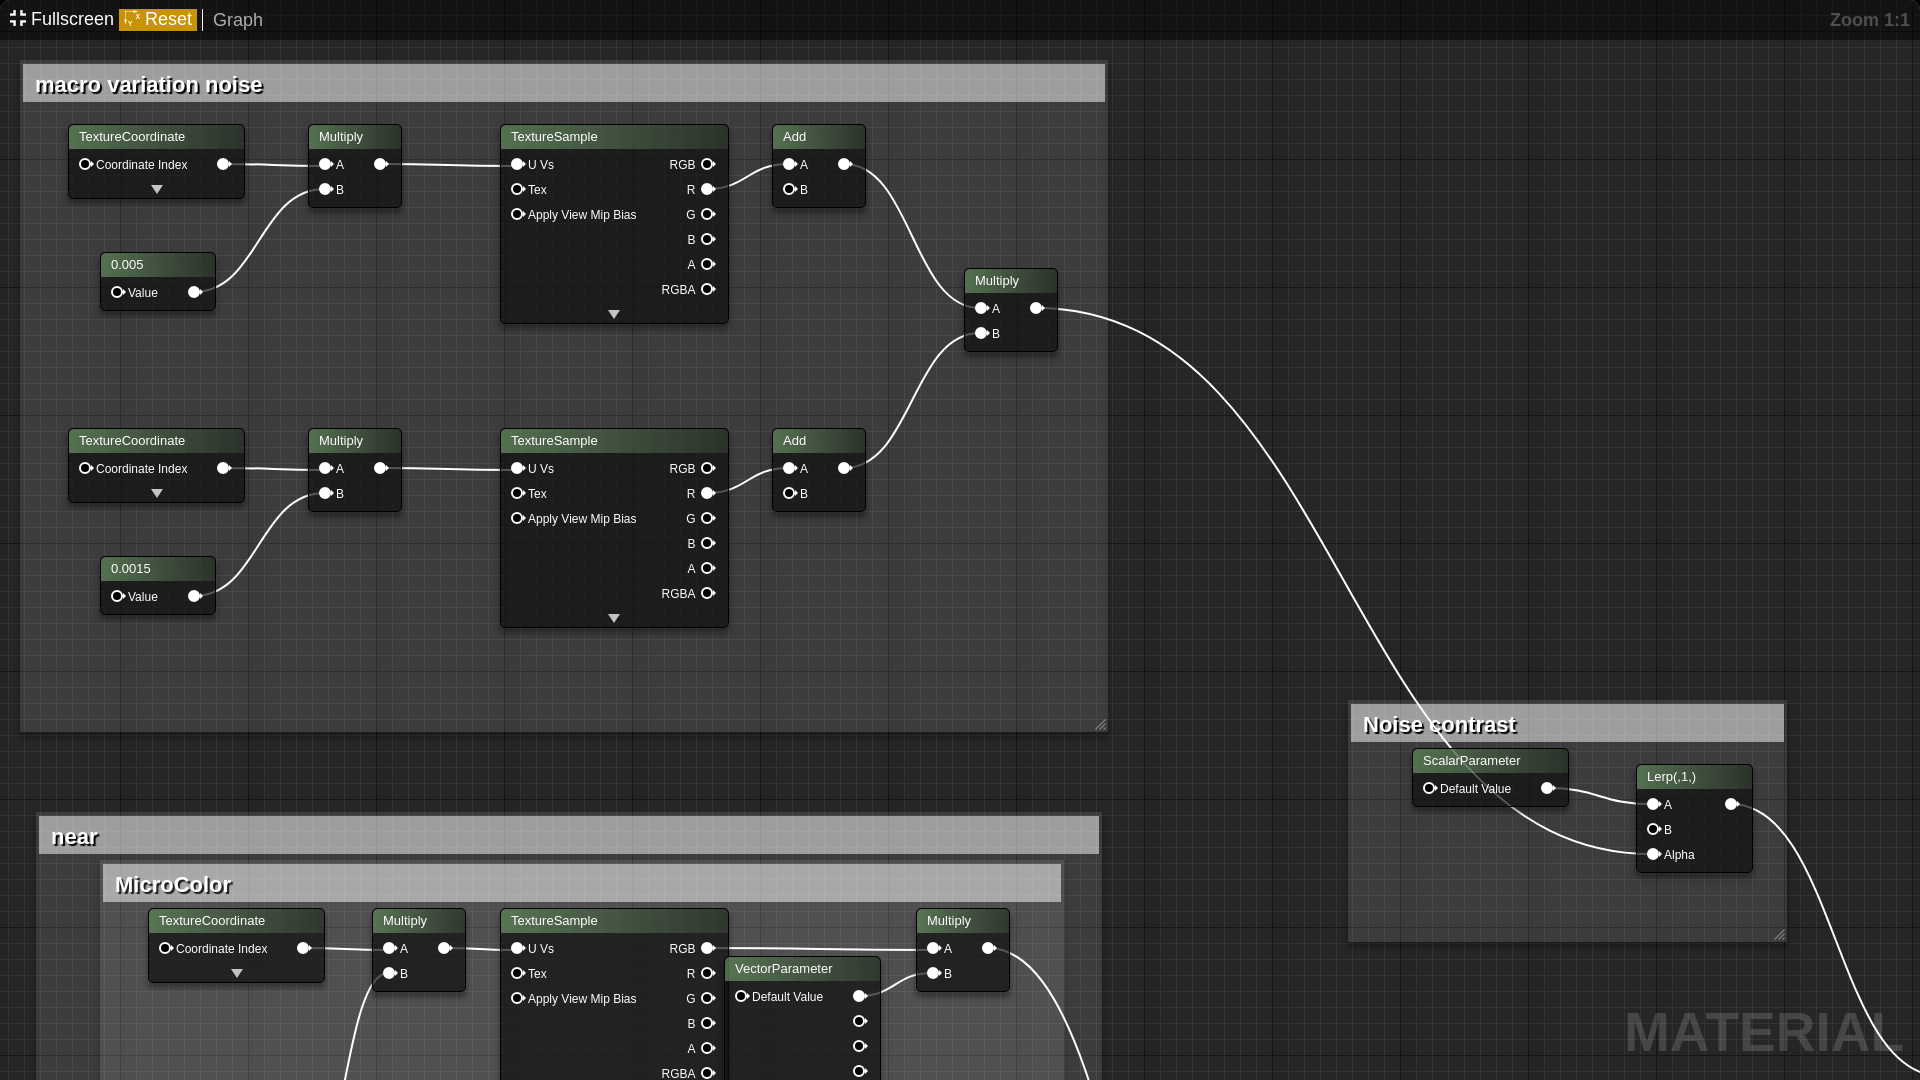 Fullscreen Reset Graph Zoom 1:1
macro variation noise
TextureCoordinate
Coordinate Index
Multiply
A
B
TextureSample
U Vs RGB
Tex R
Apply View Mip Bias G
B
A
RGBA
Add
A
B
0.005
Value
Multiply
A
B
TextureCoordinate
Coordinate Index
Multiply
A
B
TextureSample
U Vs RGB
Tex R
Apply View Mip Bias G
B
A
RGBA
Add
A
B
0.0015
Value
Noise contrast
ScalarParameter
Default Value
Lerp(,1,)
A
B
Alpha
near
MicroColor
TextureCoordinate
Coordinate Index
Multiply
A
B
TextureSample
U Vs RGB
Tex R
Apply View Mip Bias G
B
A
RGBA
VectorParameter
Default Value
Multiply
A
B
MATERIAL